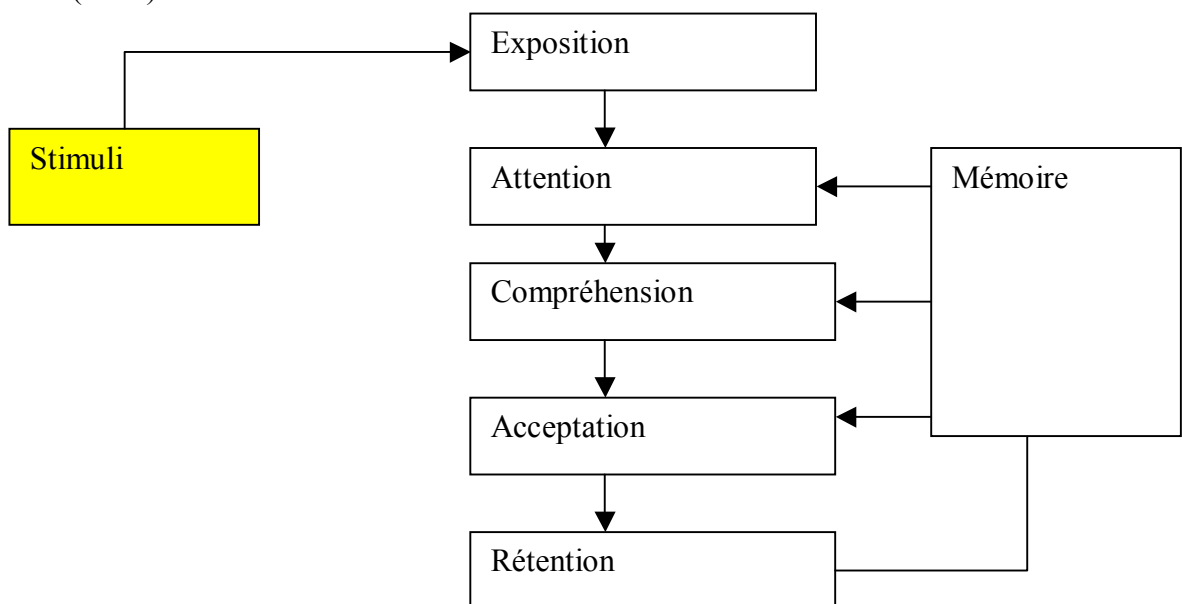 Exposition
Stimuli
Attention
Mémoire
Compréhension
Acceptation
Rétention